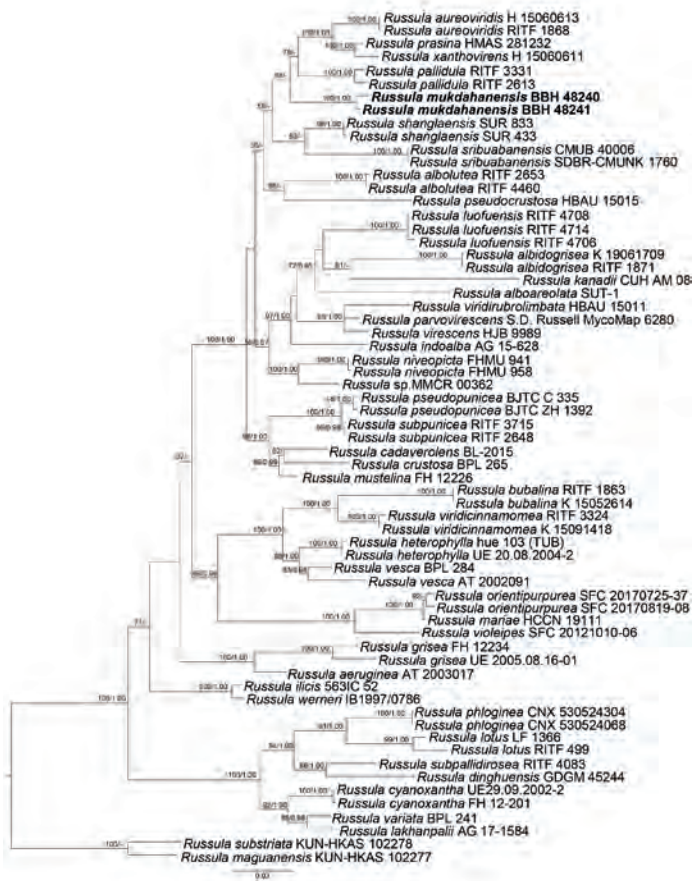 Russula aureoviridis H 15060613
Russula aureoviridis RITF 1868
Russula prasina HMAS 281232
Russula xanthovirens H 15060611
Russula pallidula RITF 3331
Russula pallidula RITF 2613
Russula mukdahanensis BBH 48240
Russula mukdahanensis BBH 48241
Russula shanglaensis SUR 833
Russula shanglaensis SUR 433
Russula sribuabanensis CMUB 40006
Russula sribuabanensis SDBR-CMUNK 1760
Russula albolutea RITF 2653
Russula albolutea RITF 4460
Russula pseudocrustosa HBAU 15015
Russula luofuensis RITF 4708
Russula luofuensis RITF 4714
Russula luofuensis RITF 4706
Russula albidogrisea K 19061709
Russula albidogrisea RITF 1871
Russula kanadii CUH AM 084
Russula alboareolata SUT-1
Russula viridirubrolimbata HBAU 15011
Russula parvovirescens S.D. Russell MycoMap 6280
Russula virescens HJB 9989
Russula indoalba AG 15-628
Russula niveopicta FHMU 941
Russula niveopicta FHMU 958
Russula sp.MMCR 00362
Russula pseudopunicea BJTC C 335
Russula pseudopunicea BJTC ZH 1392
Russula subpunicea RITF 3715
Russula subpunicea RITF 2648
Russula cadaverolens BL-2015
Russula crustosa BPL 265
Russula mustelina FH 12226
Russula bubalina RITF 1863
Russula bubalina K 15052614
Russula viridicinnamomea RITF 3324
Russula viridicinnamomea K 15091418
Russula heterophylla hue 103 (TUB)
Russula heterophylla UE 20.08.2004-2
Russula vesca BPL 284
Russula vesca AT 2002091
Russula orientipurpurea SFC 20170725-37
Russula orientipurpurea SFC 20170819-08
Russula mariae HCCN 19111
Russula violeipes SFC 20121010-06
Russula grisea FH 12234
Russula grisea UE 2005.08.16-01
Russula aeruginea AT 2003017
Russula ilicis 563IC 52
Russula werneri IB1997/0786
Russula phloginea CNX 530524304
Russula phloginea CNX 530524068
Russula lotus LF 1366
Russula lotus RITF 499
Russula subpallidirosea RITF 4083
Russula dinghuensis GDGM 45244
Russula cyanoxantha UE29.09.2002-2
Russula cyanoxantha FH 12-201
Russula variata BPL 241
Russula lakhanpalii AG 17-1584
Russula substriata KUN-HKAS 102278
Russula maguanensis KUN-HKAS 102277
0.03